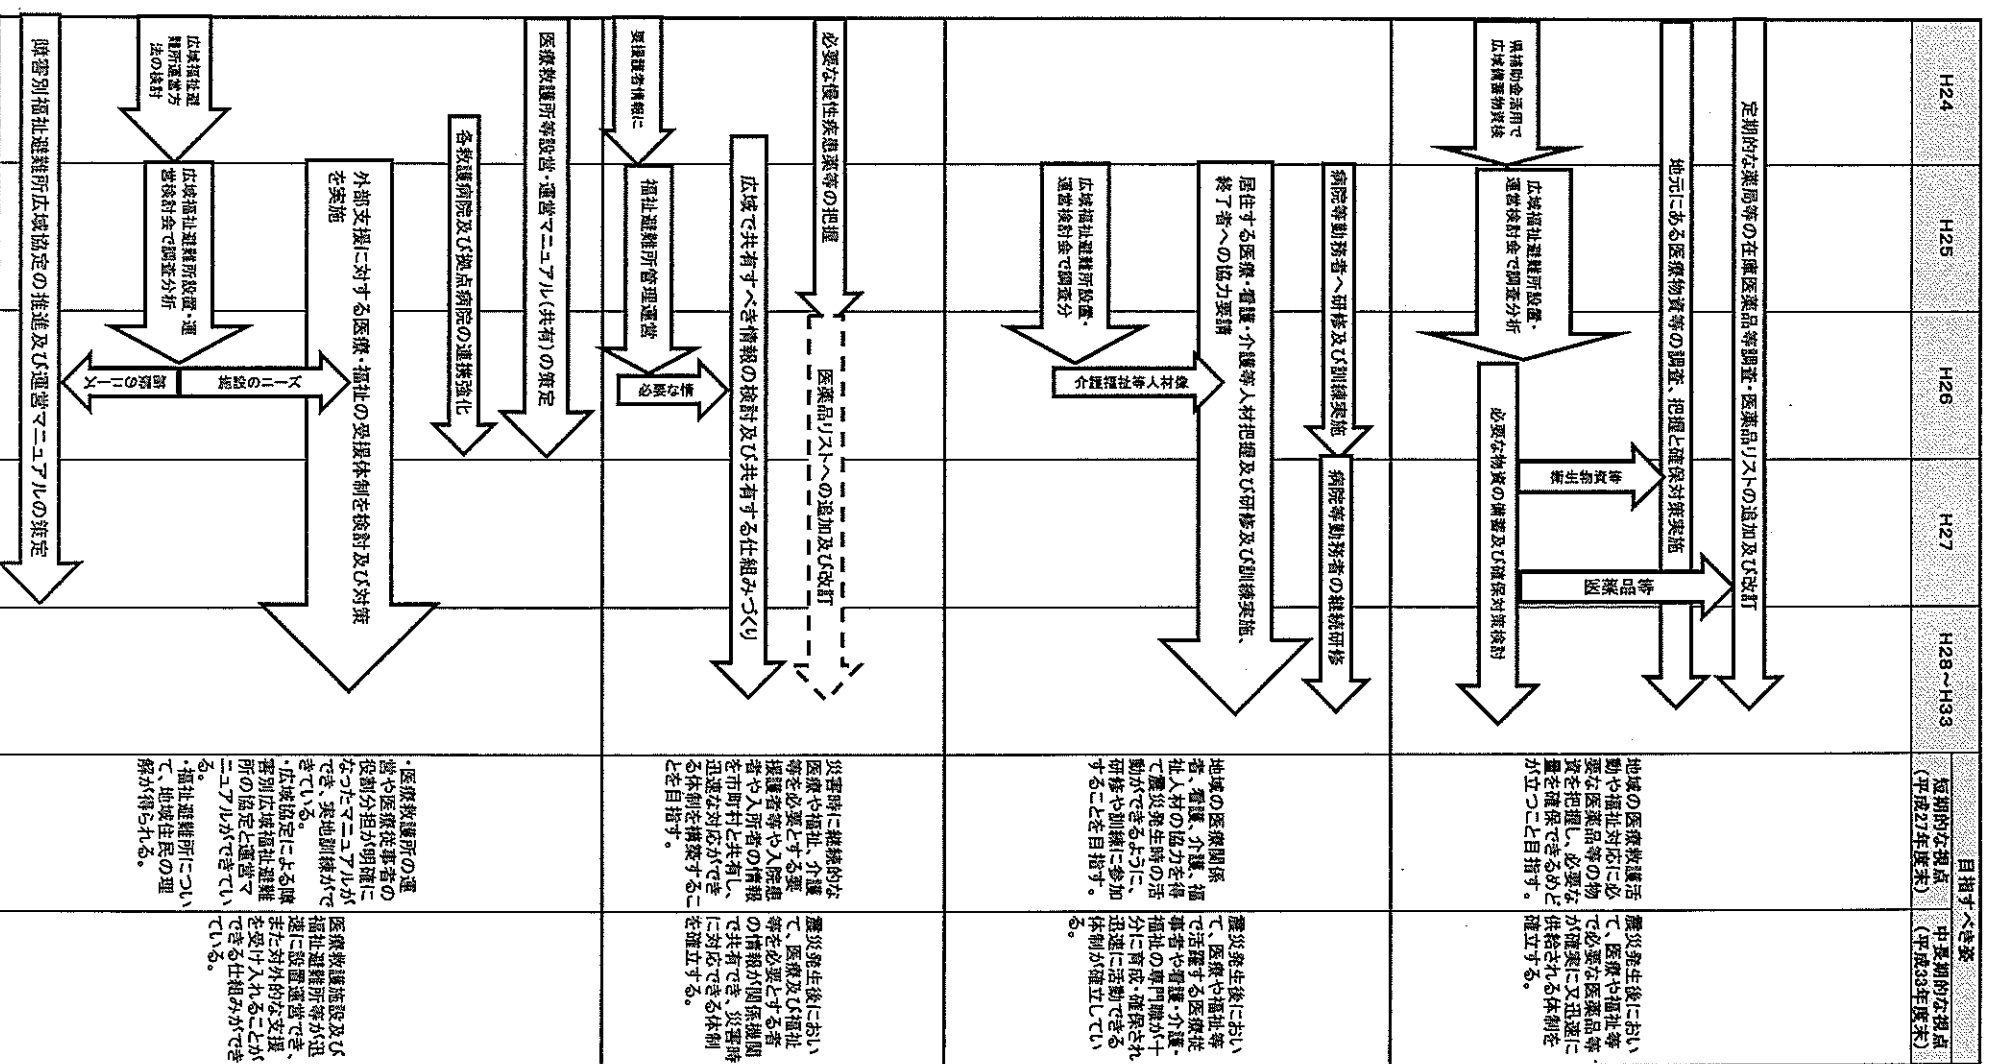 H24
H25
H26
H27
H28～H33
目指すべき姿
短期的な視点
（平成27年度末）
中長期的な視点
（平成33年度末）
定期的な薬局等の在庫医薬品等調査・医薬品リストの追加及び改訂
地元にある医療物資等の調査、把握と確保対策実施
県補助金活用で
広域備蓄物資検
広域福祉避難所設置・
運営検討会で調査分析
必要な物資の備蓄及び確保対策検討
衛生物資等
医薬品等
地域の医療救護活
動や福祉対応に必
要な医薬品等の物
資を把握し、必要な
量を確保できるめど
が立つこと目指す。
震災発生後におい
て、医療や福祉等
で必要な医薬品等
が確実に又迅速に
供給される体制を
確立する。
病院等勤務者へ研修及び訓練実施
病院等勤務者の継続研修
居住する医療・看護・介護等人材把握及び研修及び訓練実施、
終了者への協力要請
広域福祉避難所設置・
運営検討会で調査分
介護福祉等人材像
地域の医療関係
者、看護、介護、福
祉人材の協力を得
て震災発生時の活
動ができるように、
研修や訓練に参加
することを目指す。
震災発生後におい
て、医療や福祉等
で活躍する医療従
事者や看護・介護・
福祉の専門職が十
分に育成・確保され
迅速に活動できる
体制が確立してい
る。
必要な慢性疾患薬等の把握
医薬品リストへの追加及び改訂
広域で共有すべき情報の検討及び共有する仕組みづくり
要援護者情報に
福祉避難所管理運営
必要な情
災害時に継続的な
医療や福祉、介護
等を必要とする要
援護者等や入院患
者や入所者の情報
を市町村と共有し、
迅速な対応ができ
る体制を構築するこ
とを目指す。
震災発生後におい
て、医療及び福祉
等を必要とする者
の情報が関係機関
で共有でき、災害時
に対応できる体制
を確立する。
医療救護所等設営・運営マニュアル（共有）の策定
各救護病院及び拠点病院の連携強化
外部支援に対する医療・福祉の受援体制を検討及び対策
を実施
広域福祉避
難所運営方
法の検討
広域福祉避難所設置・運
営検討会で調査分析
施設のニーズ
施設のニーズ
障害別福祉避難所広域協定の推進及び運営マニュアルの策定
・医療救護所の運
営や医療従事者の
役割分担が明確に
なったマニュアルが
でき、実地訓練がで
きている。
・広域協定による障
害別広域福祉避難
所の協定と運営マ
ニュアルができてい
る。
・福祉避難所につい
て、地域住民の理
解が得られる。
医療救護施設及び
福祉避難所等が迅
速に設置運営でき、
また対外的な支援
を受け入れることが
できる仕組みができ
ている。